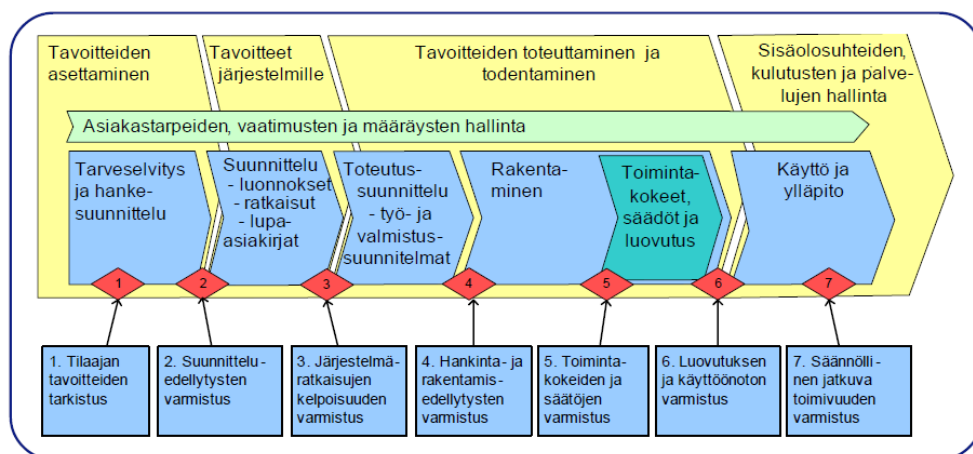 Tavoitteiden
asettaminen
Tavoitteet
järjestelmille
Tavoitteiden toteuttaminen ja
todentaminen
Sisäolosuhteiden,
kulutusten ja palve-
lujen hallinta
Asiakastarpeiden, vaatimusten ja määräysten hallinta
Tarveselvitys
ja hanke-
suunnittelu
Suunnittelu
- luonnokset
- ratkaisut
- lupa-
asiakirjat
Toteutus-
suunnittelu
- työ- ja
valmistus-
suunnitelmat
Rakenta-
minen
Toiminta-
kokeet,
säädöt ja
luovutus
Käyttö ja
ylläpito
1
2
3
4
5
6
7
1. Tilaajan
tavoitteiden
tarkistus
2. Suunnittelu-
edellytysten
varmistus
3. Järjestelmä-
ratkaisujen
kelpoisuuden
varmistus
4. Hankinta- ja
rakentamis-
edellytysten
varmistus
5. Toiminta-
kokeiden ja
säätöjen
varmistus
6. Luovutuksen
ja käyttöönoton
varmistus
7. Säännölli-
nen jatkuva
toimivuuden
varmistus